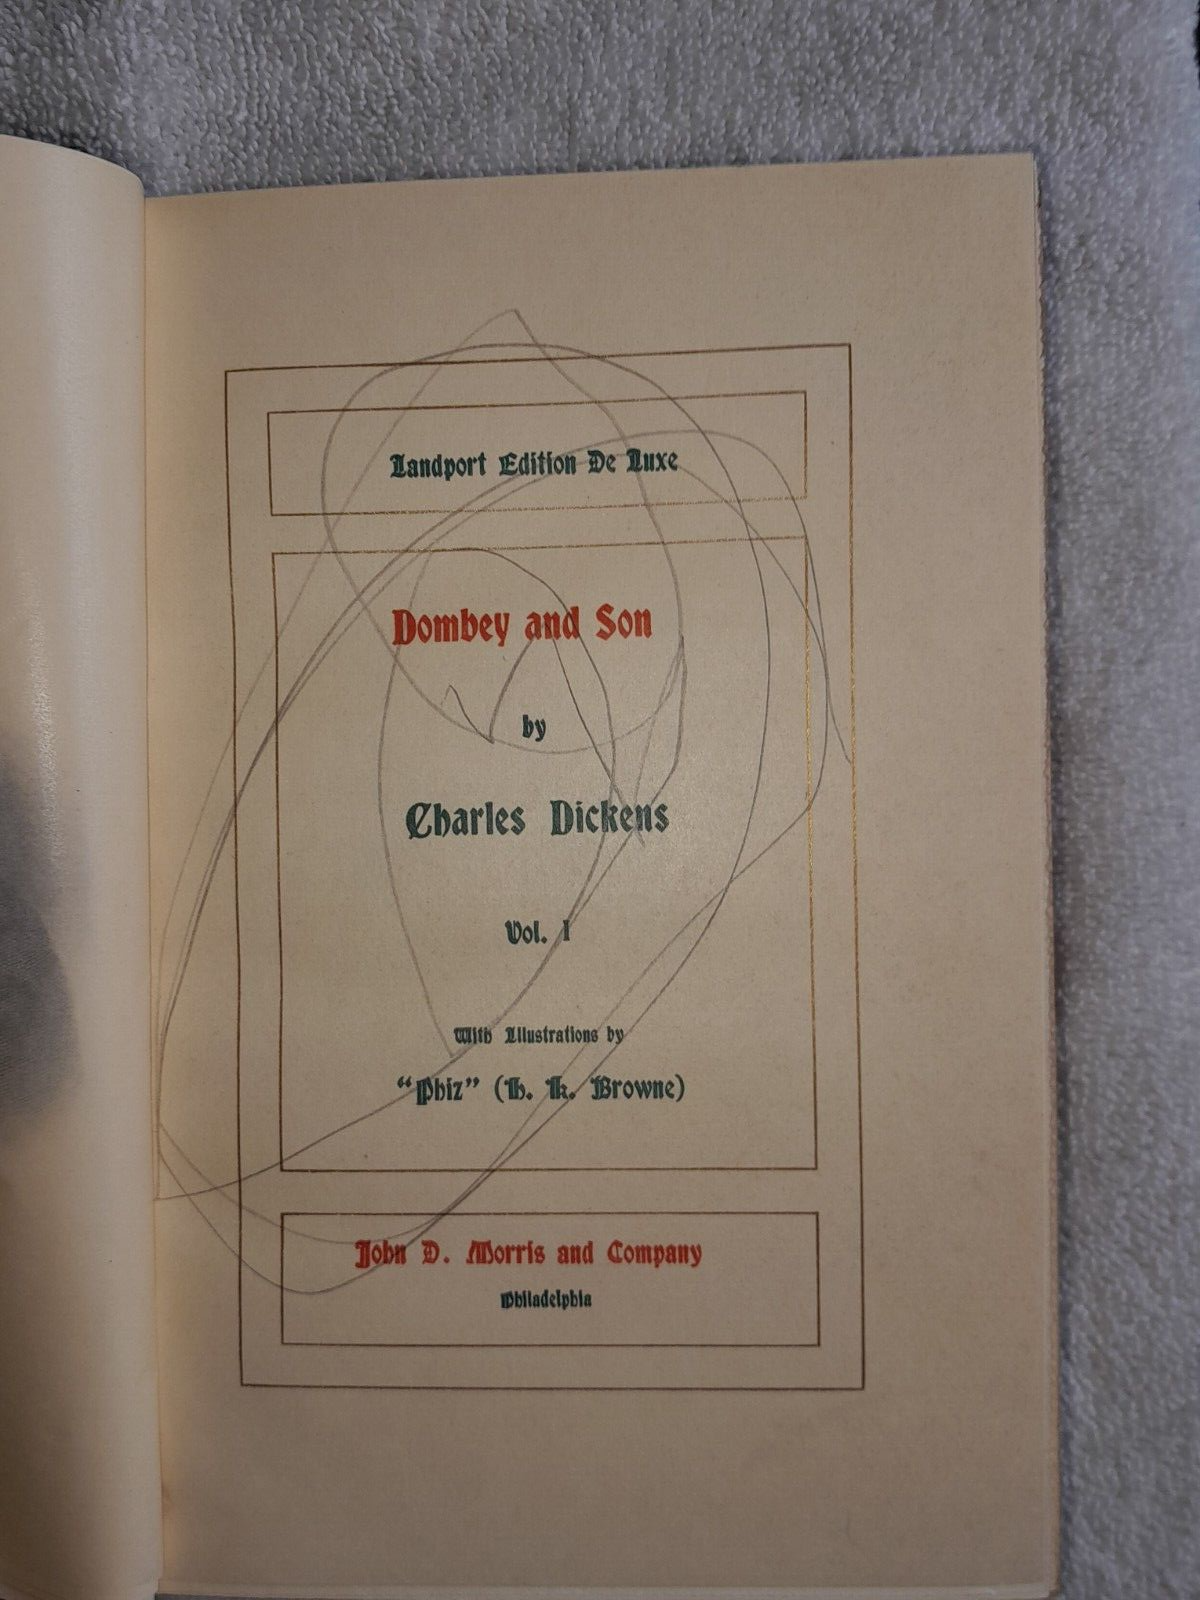 Landport Edition De Luxe
Dombey and Son
by
Charles Dickens
Vol. I
With Illustrations by
“Phiz” (H. K. Browne)
John D. Morris and Company
Philadelphia